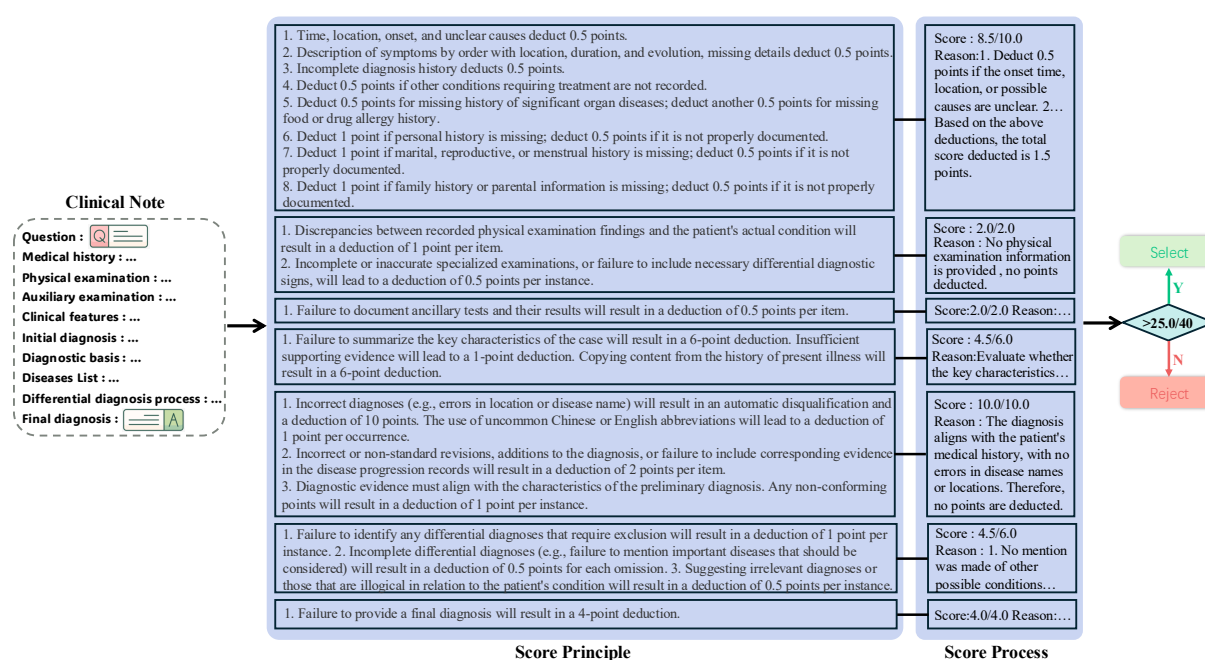 Clinical Note
Question : Q
Medical history : ...
Physical examination : ...
Auxiliary examination : ...
Clinical features : ...
Initial diagnosis : ...
Diagnostic basis : ...
Diseases List : ...
Differential diagnosis process : ...
Final diagnosis : A
1. Time, location, onset, and unclear causes deduct 0.5 points.
2. Description of symptoms by order with location, duration, and evolution, missing details deduct 0.5 points.
3. Incomplete diagnosis history deducts 0.5 points.
4. Deduct 0.5 points if other conditions requiring treatment are not recorded.
5. Deduct 0.5 points for missing history of significant organ diseases; deduct another 0.5 points for missing
food or drug allergy history.
6. Deduct 1 point if personal history is missing; deduct 0.5 points if it is not properly documented.
7. Deduct 1 point if marital, reproductive, or menstrual history is missing; deduct 0.5 points if it is not
properly documented.
8. Deduct 1 point if family history or parental information is missing; deduct 0.5 points if it is not properly
documented.
1. Discrepancies between recorded physical examination findings and the patient's actual condition will
result in a deduction of 1 point per item.
2. Incomplete or inaccurate specialized examinations, or failure to include necessary differential diagnostic
signs, will lead to a deduction of 0.5 points per instance.
1. Failure to document ancillary tests and their results will result in a deduction of 0.5 points per item.
1. Failure to summarize the key characteristics of the case will result in a 6-point deduction. Insufficient
supporting evidence will lead to a 1-point deduction. Copying content from the history of present illness will
result in a 6-point deduction.
1. Incorrect diagnoses (e.g., errors in location or disease name) will result in an automatic disqualification and
a deduction of 10 points. The use of uncommon Chinese or English abbreviations will lead to a deduction of
1 point per occurrence.
2. Incorrect or non-standard revisions, additions to the diagnosis, or failure to include corresponding evidence
in the disease progression records will result in a deduction of 2 points per item.
3. Diagnostic evidence must align with the characteristics of the preliminary diagnosis. Any non-conforming
points will result in a deduction of 1 point per instance.
1. Failure to identify any differential diagnoses that require exclusion will result in a deduction of 1 point per
instance. 2. Incomplete differential diagnoses (e.g., failure to mention important diseases that should be
considered) will result in a deduction of 0.5 points for each omission. 3. Suggesting irrelevant diagnoses or
those that are illogical in relation to the patient's condition will result in a deduction of 0.5 points per instance.
1. Failure to provide a final diagnosis will result in a 4-point deduction.
Score Principle
Score : 8.5/10.0
Reason:1. Deduct 0.5
points if the onset time,
location, or possible
causes are unclear. 2...
Based on the above
deductions, the total
score deducted is 1.5
points.
Score : 2.0/2.0
Reason : No physical
examination information
is provided , no points
deducted.
Score:2.0/2.0 Reason:...
Score : 4.5/6.0
Reason:Evaluate whether
the key characteristics...
Score : 10.0/10.0
Reason : The diagnosis
aligns with the patient's
medical history, with no
errors in disease names
or locations. Therefore,
no points are deducted.
Score : 4.5/6.0
Reason : 1. No mention
was made of other
possible conditions...
Score:4.0/4.0 Reason:...
Score Process
Select
Y
>25.0/40
N
Reject